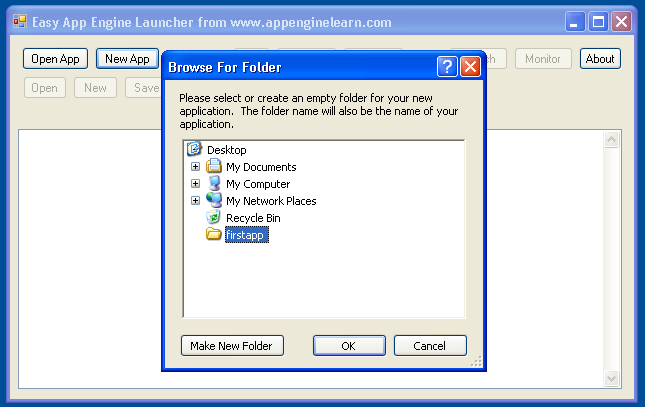 Easy App Engine Launcher from www.appenginelearn.com
Open App New App Monitor About
Open New Save
Browse For Folder
Please select or create an empty folder for your new
application. The folder name will also be the name of your
application.
Desktop
My Documents
My Computer
My Network Places
Recycle Bin
firstapp
Make New Folder OK Cancel